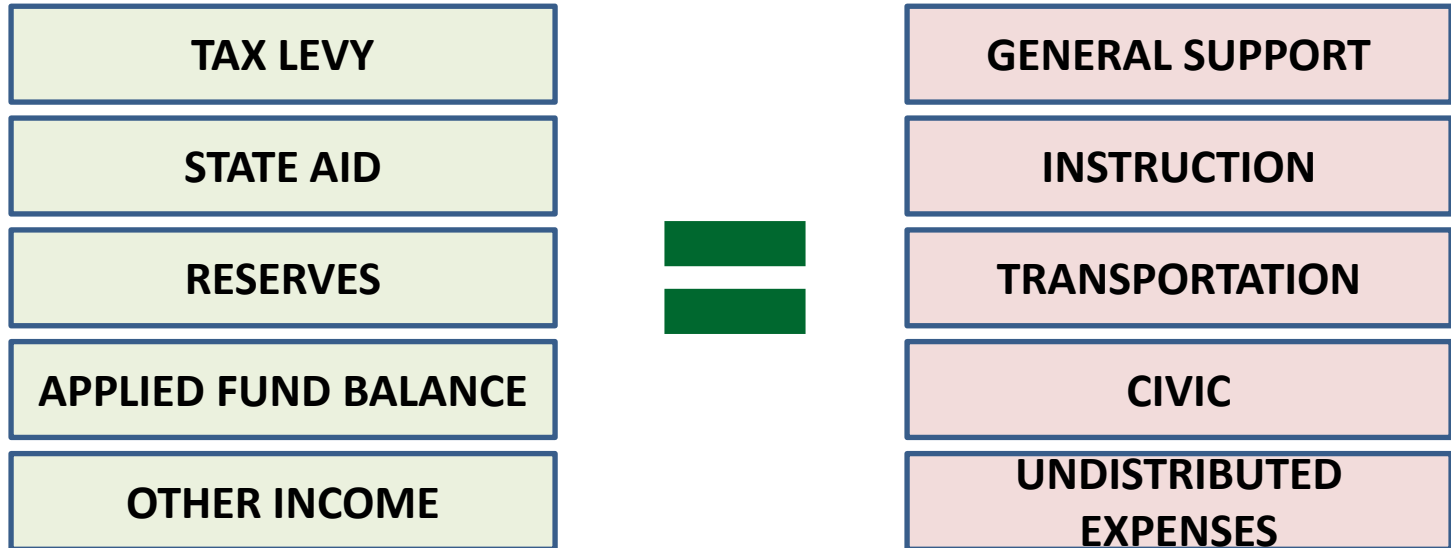 TAX LEVY
STATE AID
RESERVES
APPLIED FUND BALANCE
OTHER INCOME
GENERAL SUPPORT
INSTRUCTION
TRANSPORTATION
CIVIC
UNDISTRIBUTED
EXPENSES